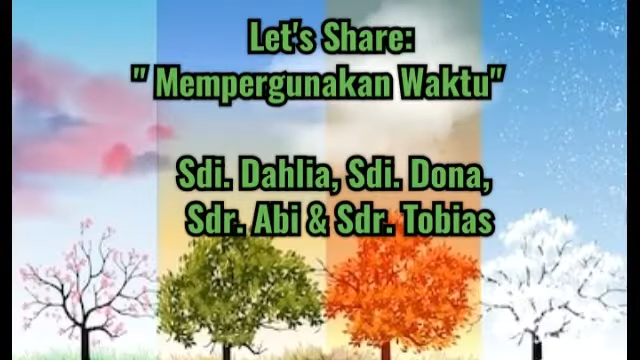 Let's Share:
" Mempergunakan Waktu"
Sdi. Dahlia, Sdi. Dona,
Sdr. Abi & Sdr. Tobias